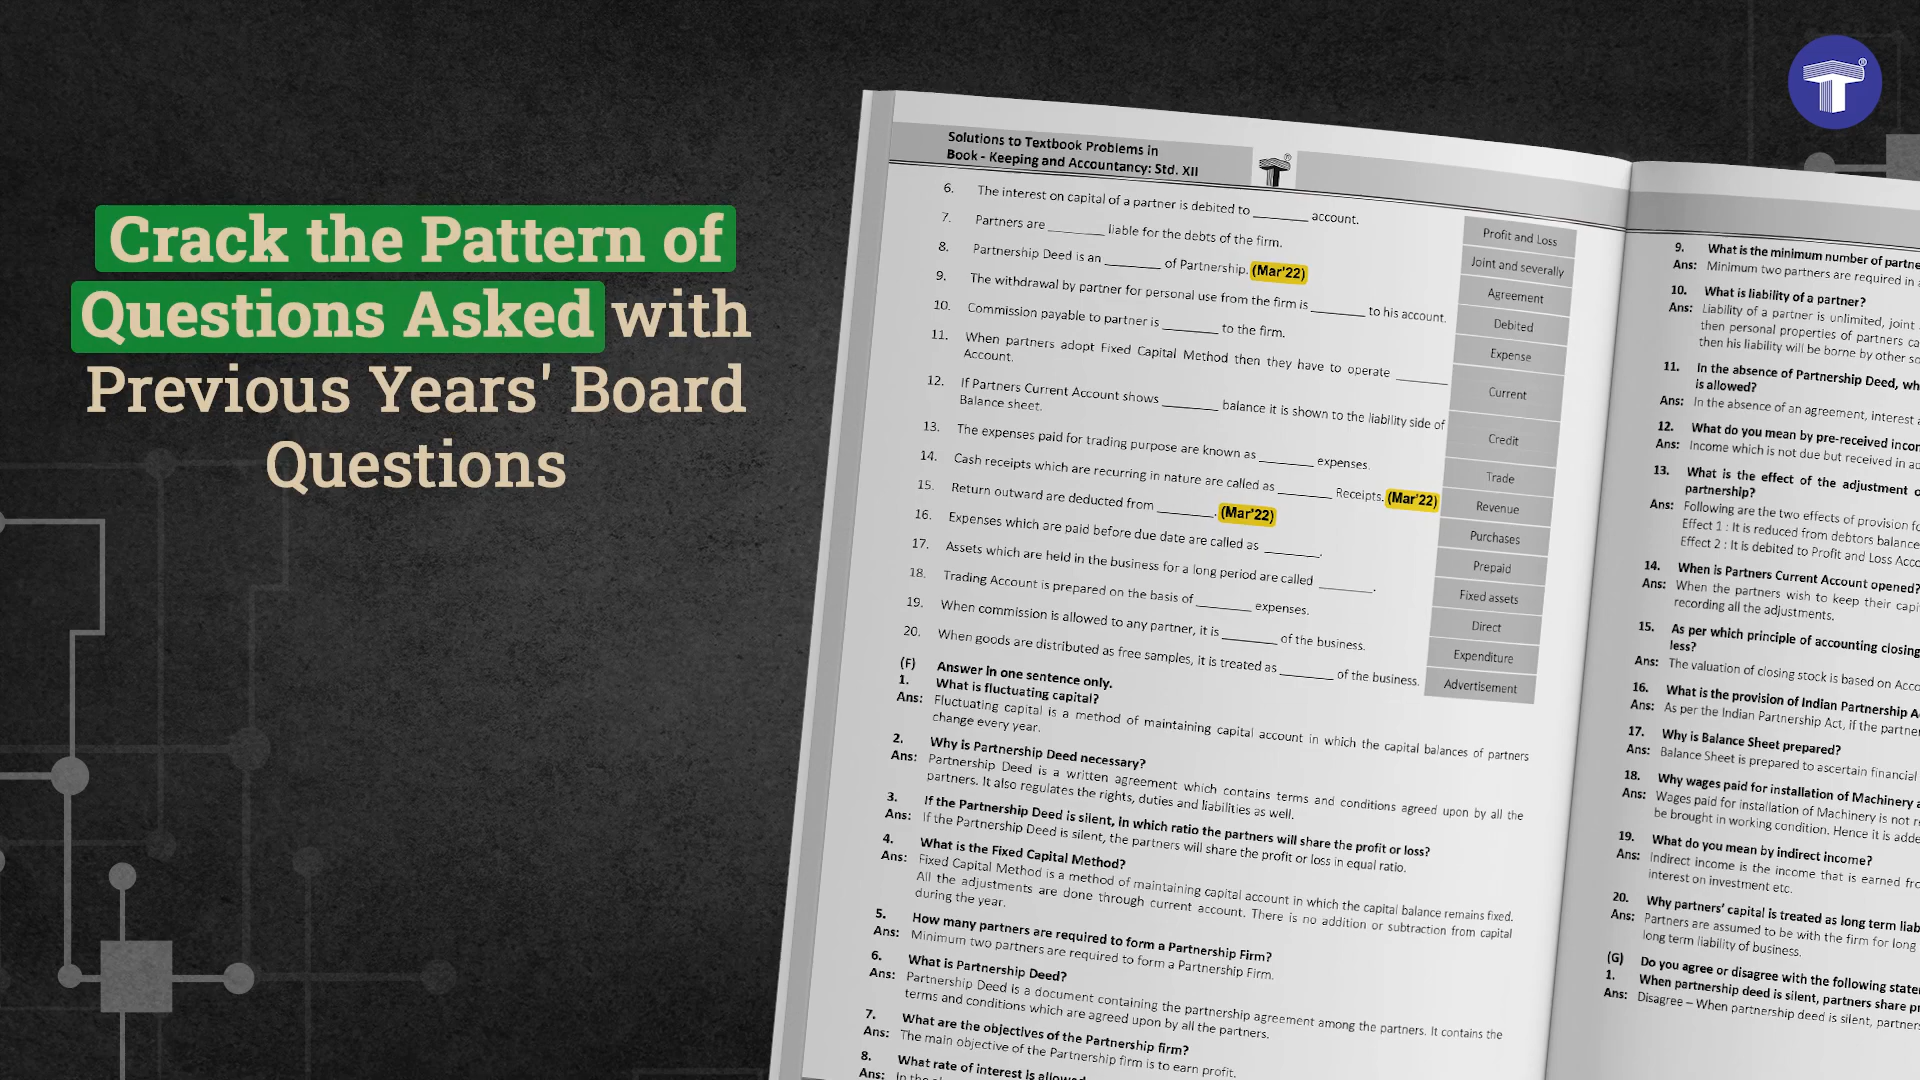 Crack the Pattern of
Questions Asked with
Previous Years' Board
Questions
Solutions to Textbook Problems in
Book - Keeping and Accountancy: Std. XII
6. The interest on capital of a partner is debited to ________ account. Profit and Loss
7. Partners are ________ liable for the debts of the firm. Joint and severally
8. Partnership Deed is an ________ of Partnership. (Mar'22) Agreement
9. The withdrawal by partner for personal use from the firm is ________ to his account. Debited
10. Commission payable to partner is ________ to the firm. Expense
11. When partners adopt Fixed Capital Method then they have to operate ________
Account. Current
12. If Partners Current Account shows ________ balance it is shown to the liability side of
Balance sheet. Credit
13. The expenses paid for trading purpose are known as ________ expenses. Trade
14. Cash receipts which are recurring in nature are called as ________ Receipts. (Mar'22) Revenue
15. Return outward are deducted from ________. (Mar'22) Purchases
16. Expenses which are paid before due date are called as ________. Prepaid
17. Assets which are held in the business for a long period are called ________. Fixed assets
18. Trading Account is prepared on the basis of ________ expenses. Direct
19. When commission is allowed to any partner, it is ________ of the business. Expenditure
20. When goods are distributed as free samples, it is treated as ________ of the business. Advertisement
(F) Answer in one sentence only.
1. What is fluctuating capital?
Ans: Fluctuating capital is a method of maintaining capital account in which the capital balances of partners
change every year.
2. Why is Partnership Deed necessary?
Ans: Partnership Deed is a written agreement which contains terms and conditions agreed upon by all the
partners. It also regulates the rights, duties and liabilities as well.
3. If the Partnership Deed is silent, in which ratio the partners will share the profit or loss?
Ans: If the Partnership Deed is silent, the partners will share the profit or loss in equal ratio.
4. What is the Fixed Capital Method?
Ans: Fixed Capital Method is a method of maintaining capital account in which the capital balance remains fixed.
All the adjustments are done through current account. There is no addition or subtraction from capital
during the year.
5. How many partners are required to form a Partnership Firm?
Ans: Minimum two partners are required to form a Partnership Firm.
6. What is Partnership Deed?
Ans: Partnership Deed is a document containing the partnership agreement among the partners. It contains the
terms and conditions which are agreed upon by all the partners.
7. What are the objectives of the Partnership firm?
Ans: The main objective of the Partnership firm is to earn profit.
8. What rate of interest is
Ans: In the
9. What is the minimum number of
Ans: Minimum two partners are required in
10. What is liability of a partner?
Ans: Liability of a partner is unlimited, joint
then personal properties of partners
then his liability will be borne by other
11. In the absence of Partnership Deed,
is allowed?
Ans: In the absence of an agreement, interest
12. What do you mean by pre-received
Ans: Income which is not due but received in
13. What is the effect of the adjustment
partnership?
Ans: Following are the two effects of provision
Effect 1 : It is reduced from debtors balance
Effect 2 : It is debited to Profit and Loss
14. When is Partners Current Account opened?
Ans: When the partners wish to keep their
recording all the adjustments.
15. As per which principle of accounting closing
less?
Ans: The valuation of closing stock is based on
16. What is the provision of Indian Partnership
Ans: As per the Indian Partnership Act, if the
17. Why is Balance Sheet prepared?
Ans: Balance Sheet is prepared to ascertain financial
18. Why wages paid for installation of Machinery
Ans: Wages paid for installation of Machinery is not
be brought in working condition. Hence it is
19. What do you mean by indirect income?
Ans: Indirect income is the income that is earned
interest on investment etc.
20. Why partners' capital is treated as long term
Ans: Partners are assumed to be with the firm for long
long term liability of business.
(G) Do you agree or disagree with the following
1. When partnership deed is silent, partners share
Ans: Disagree – When partnership deed is silent,